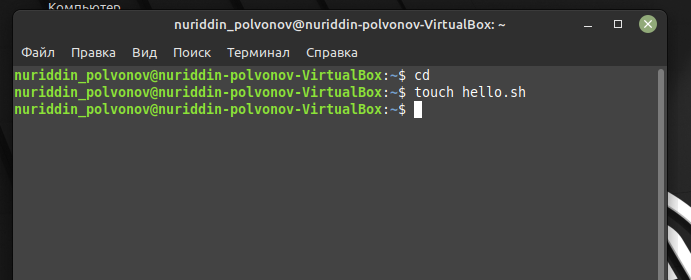 Компьютер
nuriddin_polvonov@nuriddin-polvonov-VirtualBox: ~
Файл Правка Вид Поиск Терминал Справка
nuriddin_polvonov@nuriddin-polvonov-VirtualBox:~$ cd
nuriddin_polvonov@nuriddin-polvonov-VirtualBox:~$ touch hello.sh
nuriddin_polvonov@nuriddin-polvonov-VirtualBox:~$